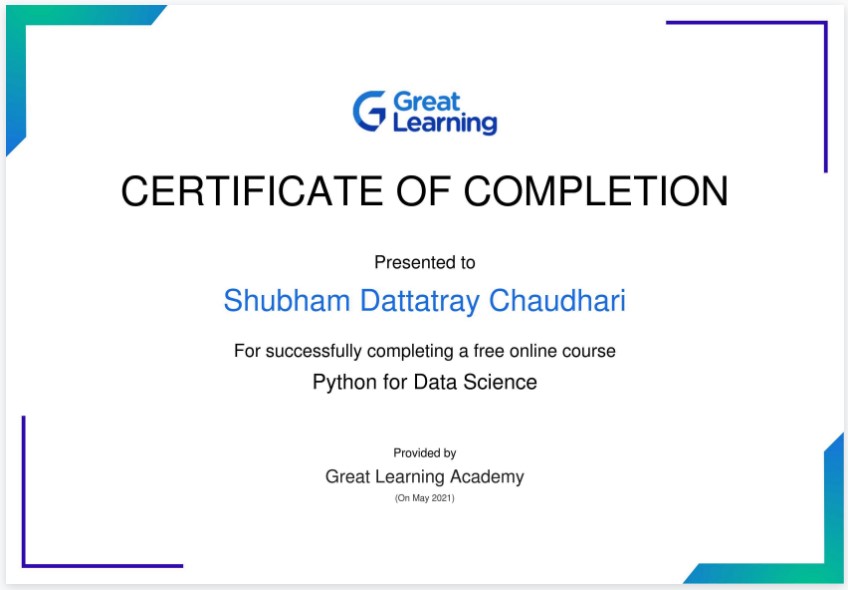 Great
Learning
CERTIFICATE OF COMPLETION
Presented to
Shubham Dattatray Chaudhari
For successfully completing a free online course
Python for Data Science
Provided by
Great Learning Academy
(On May 2021)